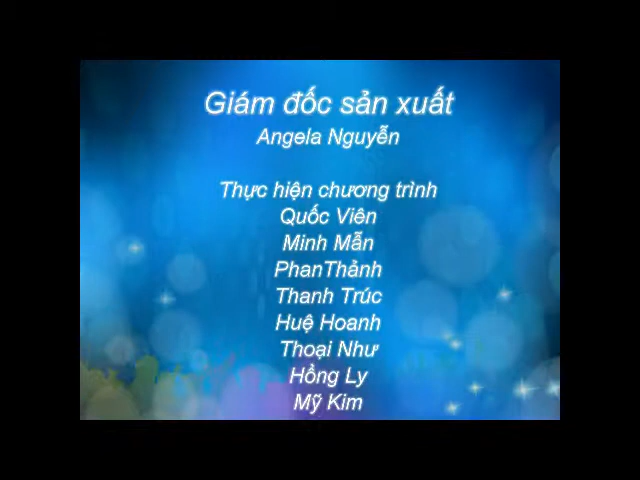 Giám đốc sản xuất
Angela Nguyễn
Thực hiện chương trình
Quốc Viên
Minh Mẫn
PhanThảnh
Thanh Trúc
Huệ Hoanh
Thoại Như
Hồng Ly
Mỹ Kim